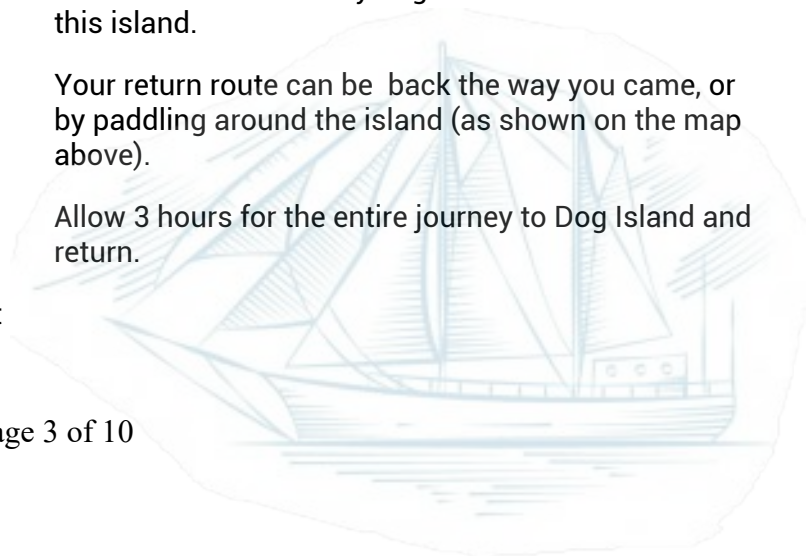 this island.
Your return route can be  back the way you came, or
by paddling around the island (as shown on the map
above).
Allow 3 hours for the entire journey to Dog Island and
return.
3 of 10